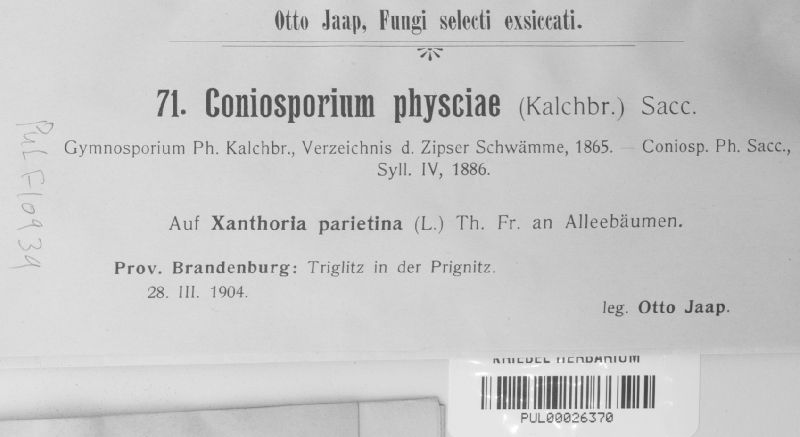 Otto Jaap, Fungi selecti exsiccati.
71. Coniosporium physciae (Kalchbr.) Sacc.
Gymnosporium Ph. Kalchbr., Verzeichnis d. Zipser Schwämme, 1865. — Coniosp. Ph. Sacc.,
Syll. IV, 1886.
Auf Xanthoria parietina (L.) Th. Fr. an Alleebäumen.
Prov. Brandenburg: Triglitz in der Prignitz.
28. III. 1904.
leg. Otto Jaap.
PUL F10939
KRIEBEL HERBARIUM
PUL00026370